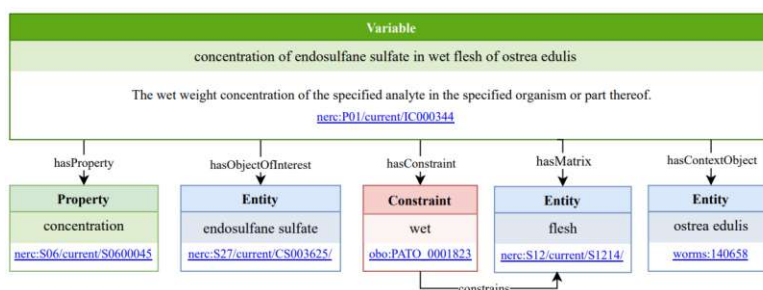 Variable
concentration of endosulfane sulfate in wet flesh of ostrea edulis
The wet weight concentration of the specified analyte in the specified organism or part thereof.
nerc:P01/current/IC000344
hasProperty hasObjectOfInterest hasConstraint hasMatrix hasContextObject
Property Entity Constraint Entity Entity
concentration endosulfane sulfate wet flesh ostrea edulis
nerc:S06/current/S0600045 nerc:S27/current/CS003625/ obo:PATO_0001823 nerc:S12/current/S1214/ worms:140658
constrains